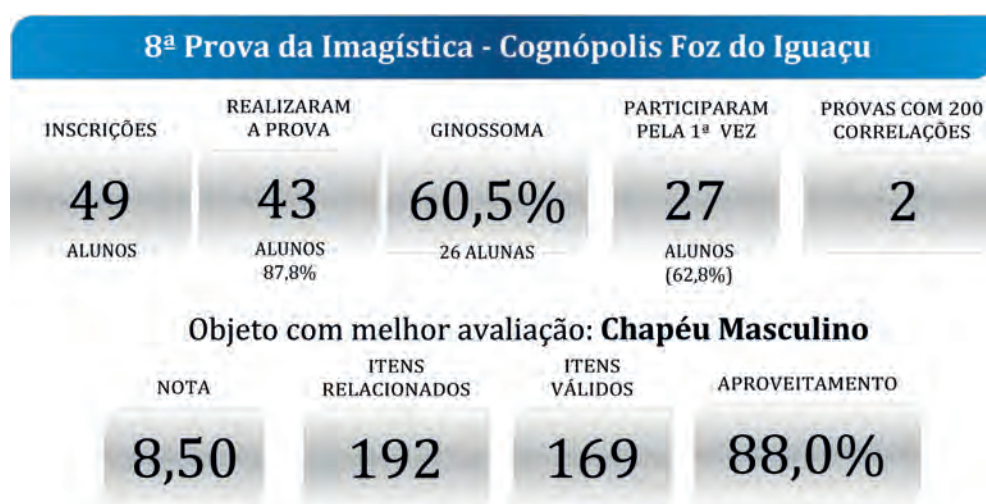 8ª Prova da Imagística - Cognópolis Foz do Iguaçu
INSCRIÇÕES
49
ALUNOS
REALIZARAM
A PROVA
43
ALUNOS
87,8%
GINOSSOMA
60,5%
26 ALUNAS
PARTICIPARAM
PELA 1ª VEZ
27
ALUNOS
(62,8%)
PROVAS COM 200
CORRELAÇÕES
2
Objeto com melhor avaliação: Chapéu Masculino
NOTA
8,50
ITENS
RELACIONADOS
192
ITENS
VÁLIDOS
169
APROVEITAMENTO
88,0%